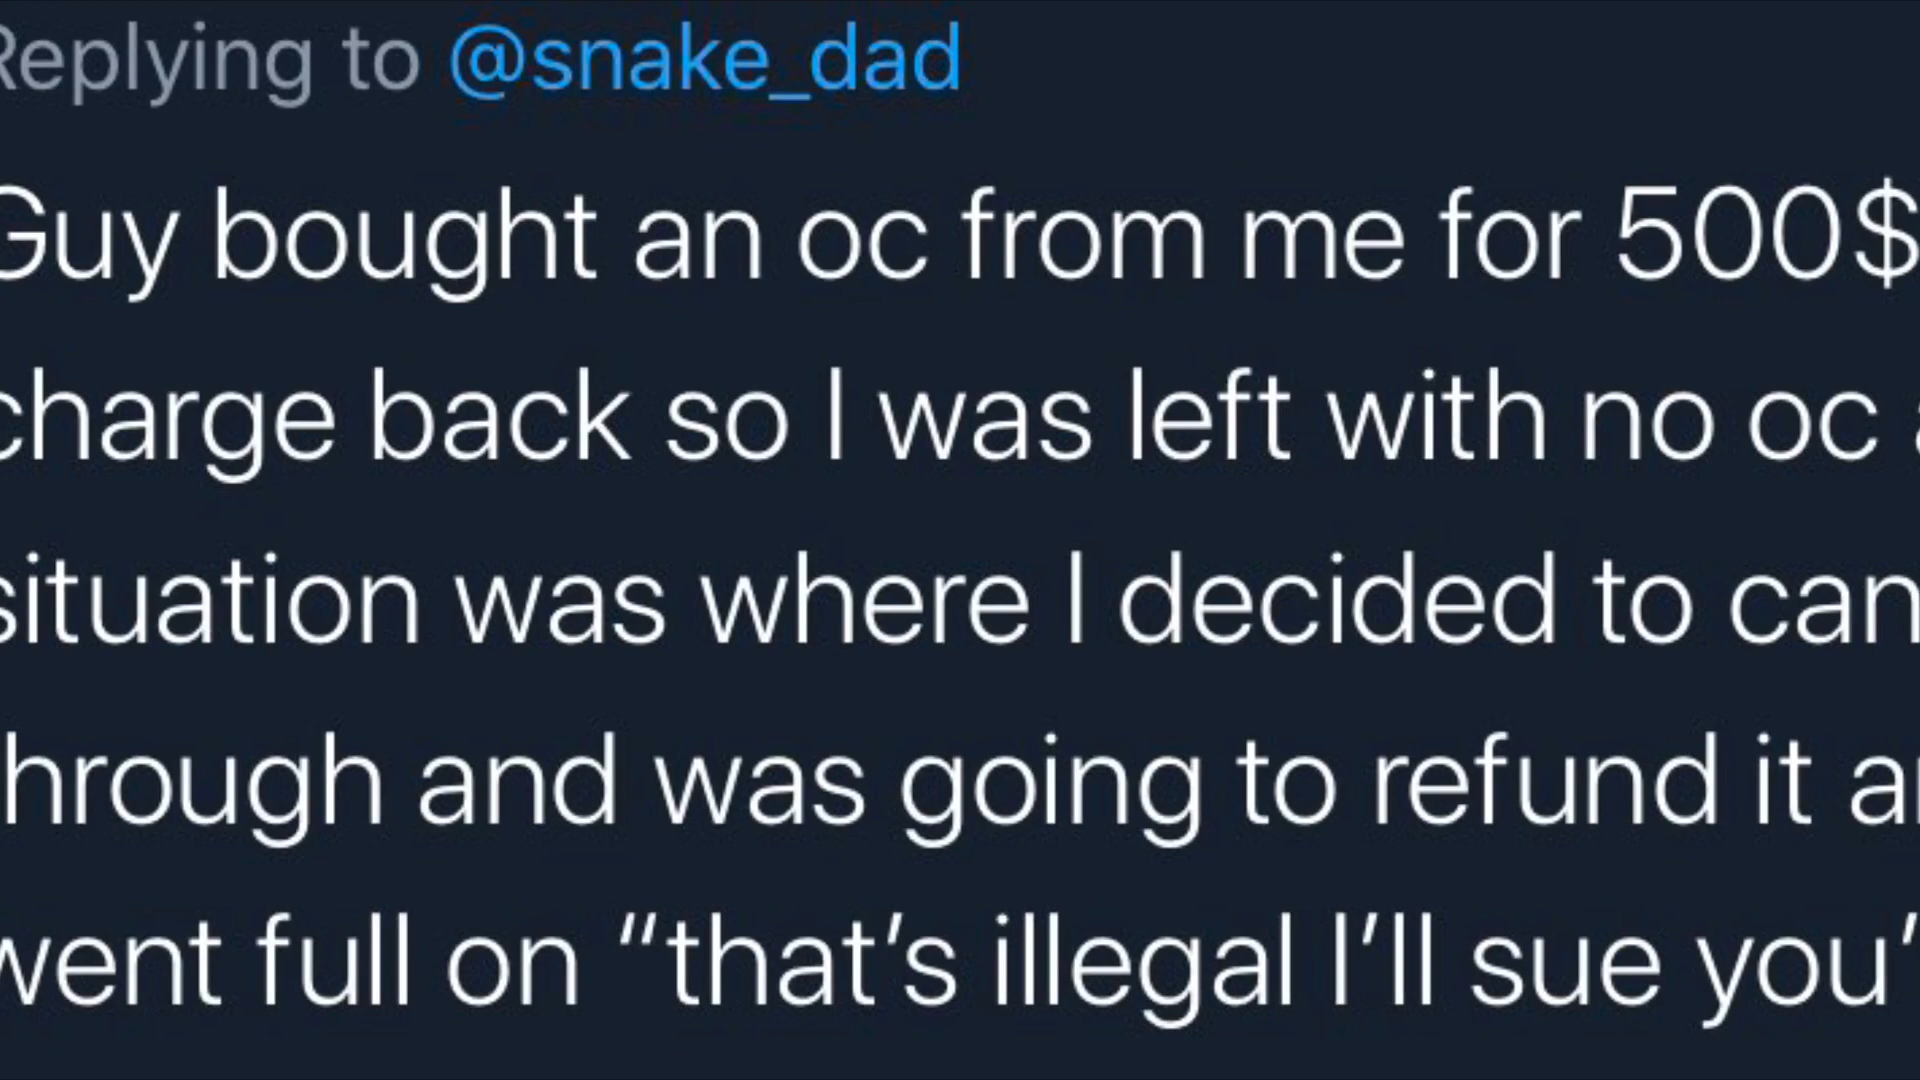 Replying to @snake_dad
Guy bought an oc from me for 500$
charge back so I was left with no oc
situation was where I decided to can
through and was going to refund it
went full on “that’s illegal I’ll sue you”